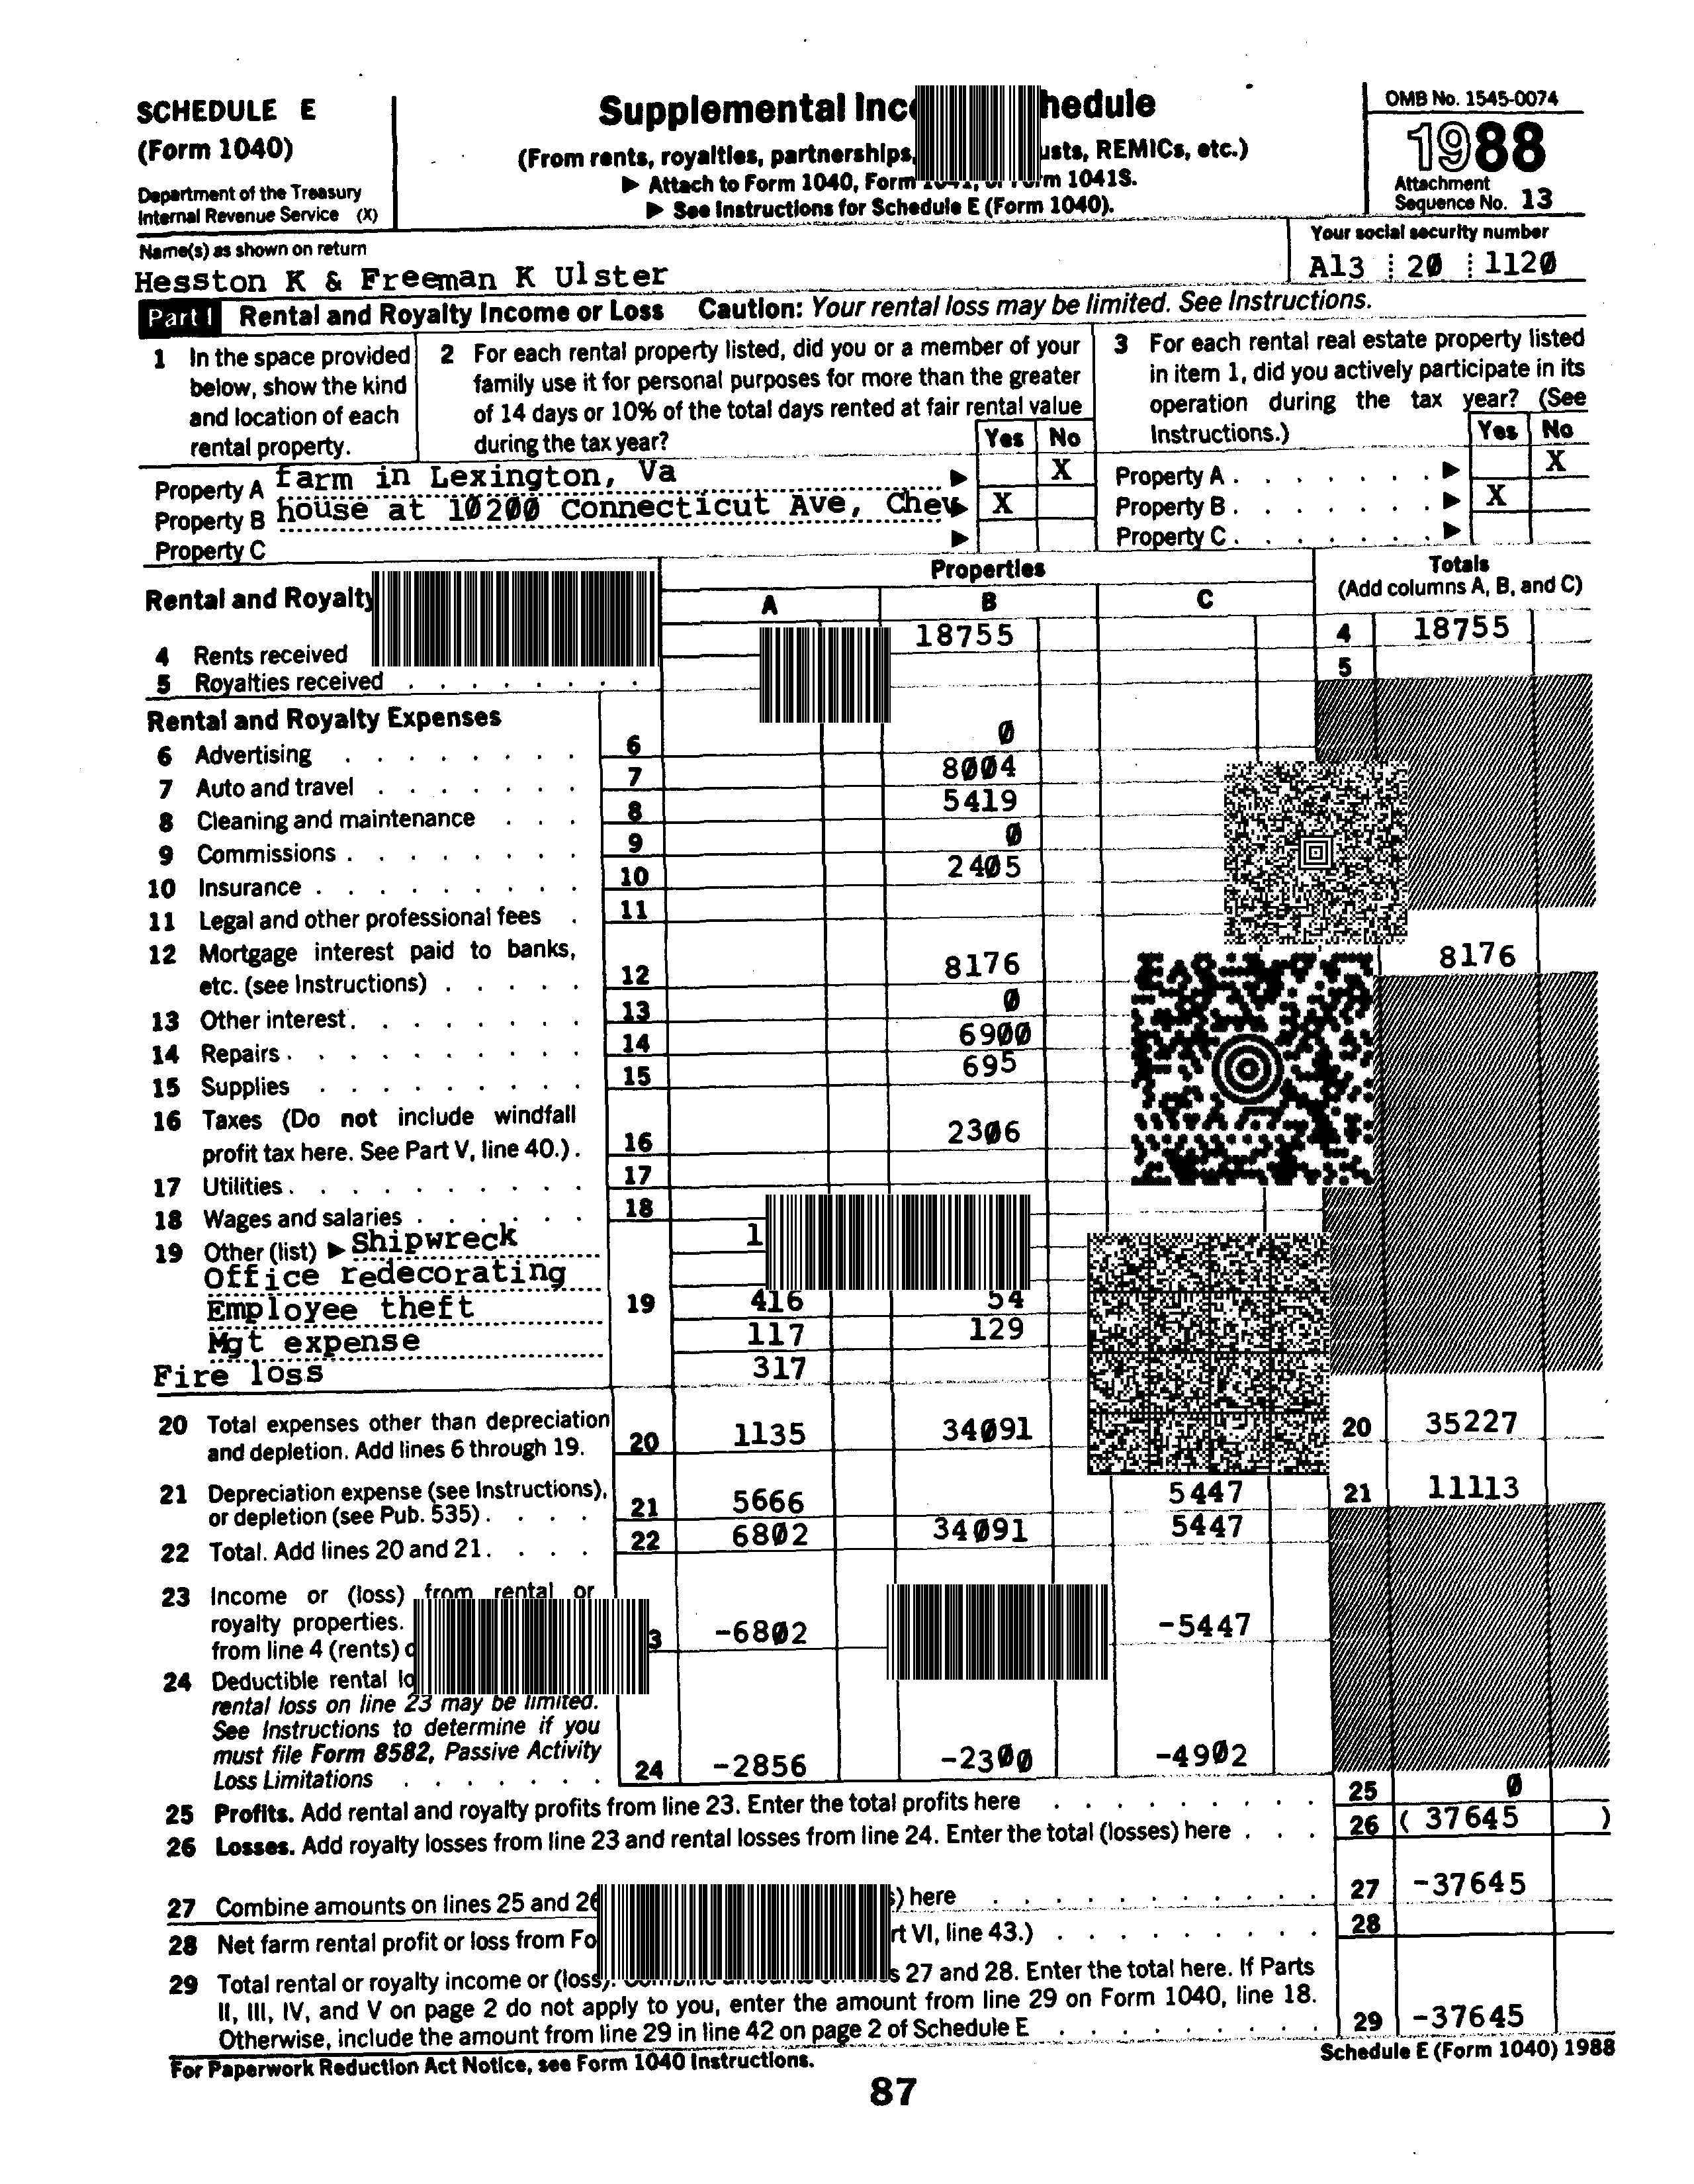 SCHEDULE E
(Form 1040)
Department of the Treasury
Internal Revenue Service (X)
Supplemental
(From rents, royalties, partnerships, REMICs, etc.)
▶ Attach to Form 1040, Form 1041S.
▶ See Instructions for Schedule E (Form 1040).
OMB No. 1545-0074
1988
Attachment
Sequence No. 13
Name(s) as shown on return
Hesston K & Freeman K Ulster
Your social security number
A13 20 1120
Part I Rental and Royalty Income or Loss Caution: Your rental loss may be limited. See Instructions.
1 In the space provided
below, show the kind
and location of each
rental property.
2 For each rental property listed, did you or a member of your
family use it for personal purposes for more than the greater
of 14 days or 10% of the total days rented at fair rental value
during the tax year?
Yes No
3 For each rental real estate property listed
in item 1, did you actively participate in its
operation during the tax year? (See
Instructions.)
Yes No
Property A farm in Lexington, Va ▶ X Property A . . . . . . . ▶ X
Property B house at 10200 Connecticut Ave, Chev ▶ X Property B . . . . . . . ▶ X
Property C ▶ Property C . . . . . . . ▶
Rental and Royalty
Properties
A B C
Totals
(Add columns A, B, and C)
4 Rents received 18755 4 18755
5 Royalties received . . . . . . . . 5
Rental and Royalty Expenses
6 Advertising . . . . . . . . 6 0
7 Auto and travel . . . . . . . 7 8004
8 Cleaning and maintenance . . . 8 5419
9 Commissions . . . . . . . . 9 0
10 Insurance . . . . . . . . . 10 2405
11 Legal and other professional fees . 11
12 Mortgage interest paid to banks,
etc. (see Instructions) . . . . . 12 8176 8176
13 Other interest . . . . . . . . 13 0
14 Repairs . . . . . . . . . . 14 6900
15 Supplies . . . . . . . . . 15 695
16 Taxes (Do not include windfall
profit tax here. See Part V, line 40.) . 16 2306
17 Utilities . . . . . . . . . . 17
18 Wages and salaries . . . . . . 18
19 Other (list) ▶ Shipwreck 1
Office redecorating
Employee theft 19 416 54
Mgt expense 117 129
Fire loss 317
20 Total expenses other than depreciation
and depletion. Add lines 6 through 19. 20 1135 34091 20 35227
21 Depreciation expense (see Instructions),
or depletion (see Pub. 535) . . . . 21 5666 5447 21 11113
22 Total. Add lines 20 and 21 . . . . 22 6802 34091 5447
23 Income or (loss) from rental or
royalty properties.
from line 4 (rents) -6802 -5447
24 Deductible rental
rental loss on line 23 may be limited.
See Instructions to determine if you
must file Form 8582, Passive Activity
Loss Limitations . . . . . . . 24 -2856 -2300 -4902
25 Profits. Add rental and royalty profits from line 23. Enter the total profits here . . . . . . . . . 25 0
26 Losses. Add royalty losses from line 23 and rental losses from line 24. Enter the total (losses) here . . . 26 ( 37645 )
27 Combine amounts on lines 25 and here . . . . . . . . . . . 27 -37645
28 Net farm rental profit or loss from VI, line 43.) . . . . . . . . . 28
29 Total rental or royalty income or (loss). 27 and 28. Enter the total here. If Parts
II, III, IV, and V on page 2 do not apply to you, enter the amount from line 29 on Form 1040, line 18.
Otherwise, include the amount from line 29 in line 42 on page 2 of Schedule E . . . . . . . . . 29 -37645
For Paperwork Reduction Act Notice, see Form 1040 Instructions.
Schedule E (Form 1040) 1988
87